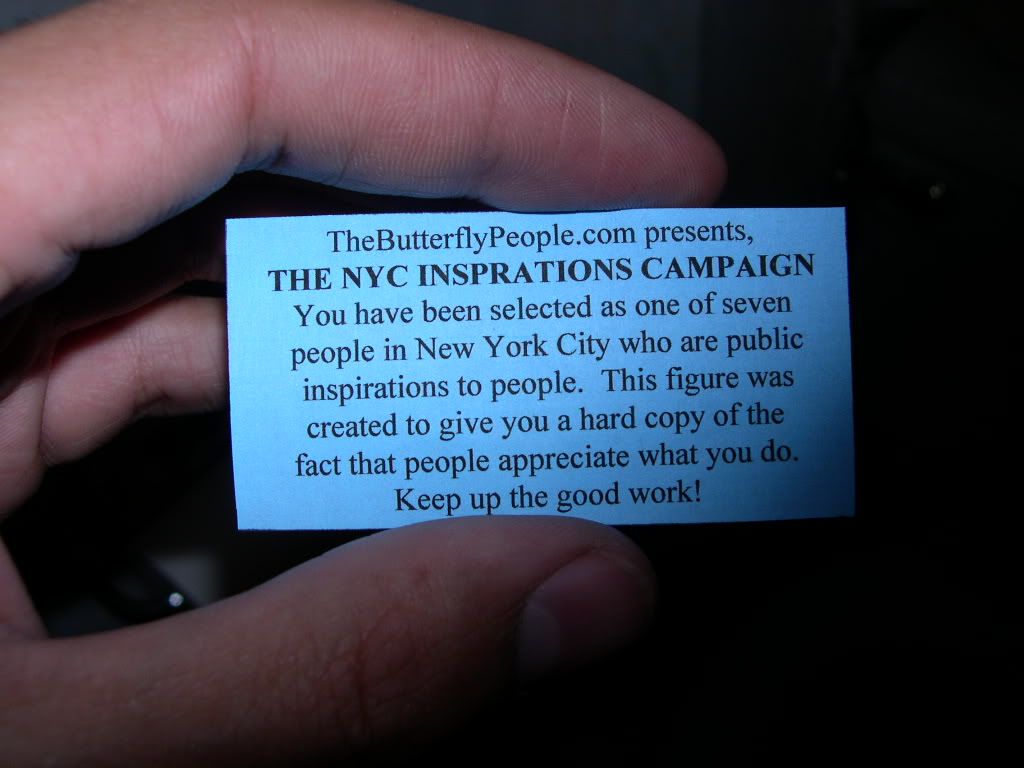 TheButterflyPeople.com presents,
THE NYC INSPRATIONS CAMPAIGN
You have been selected as one of seven
people in New York City who are public
inspirations to people. This figure was
created to give you a hard copy of the
fact that people appreciate what you do.
Keep up the good work!